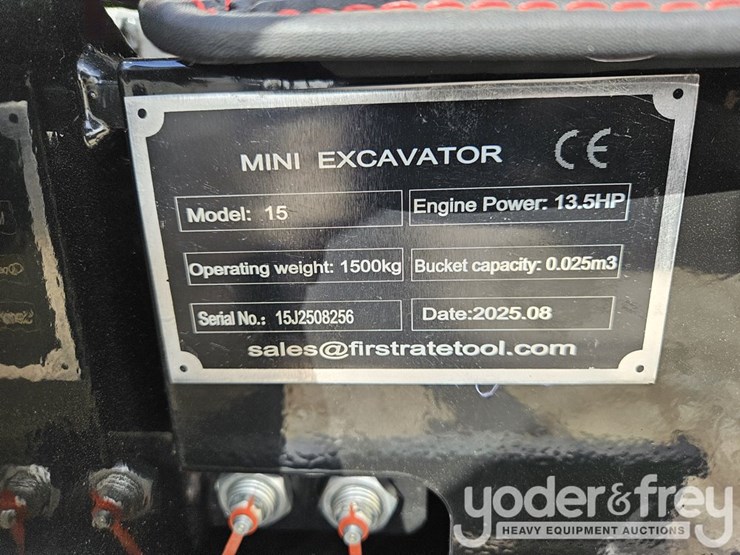 MINI EXCAVATOR CE
Model: 15
Engine Power: 13.5HP
Operating weight: 1500kg
Bucket capacity: 0.025m3
Serial No.: 15J2508256
Date:2025.08
sales@firstratetool.com
yoder&frey
HEAVY EQUIPMENT AUCTIONS